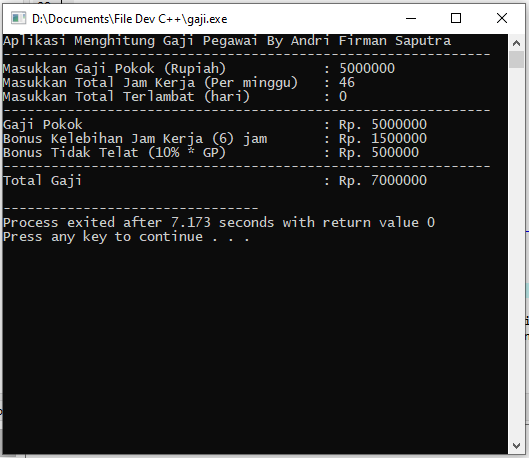 D:\Documents\File Dev C++\gaji.exe
Aplikasi Menghitung Gaji Pegawai By Andri Firman Saputra
-------------------------------------------------------------
Masukkan Gaji Pokok (Rupiah) : 5000000
Masukkan Total Jam Kerja (Per minggu) : 46
Masukkan Total Terlambat (hari) : 0
-------------------------------------------------------------
Gaji Pokok : Rp. 5000000
Bonus Kelebihan Jam Kerja (6) jam : Rp. 1500000
Bonus Tidak Telat (10% * GP) : Rp. 500000
-------------------------------------------------------------
Total Gaji : Rp. 7000000
--------------------------------
Process exited after 7.173 seconds with return value 0
Press any key to continue . . .